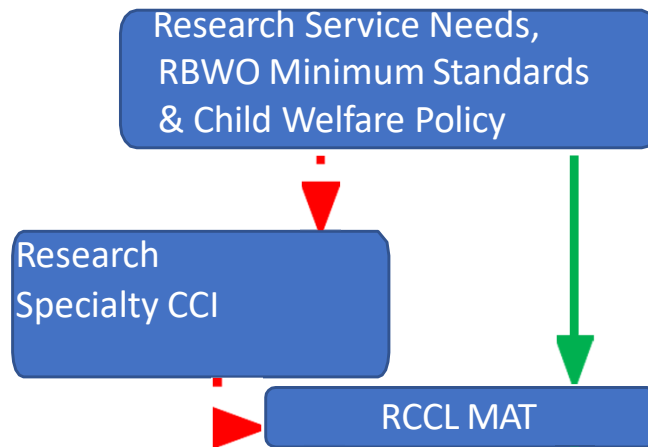 Research Service Needs,
RBWO Minimum Standards
& Child Welfare Policy
Research
Specialty CCI
RCCL MAT